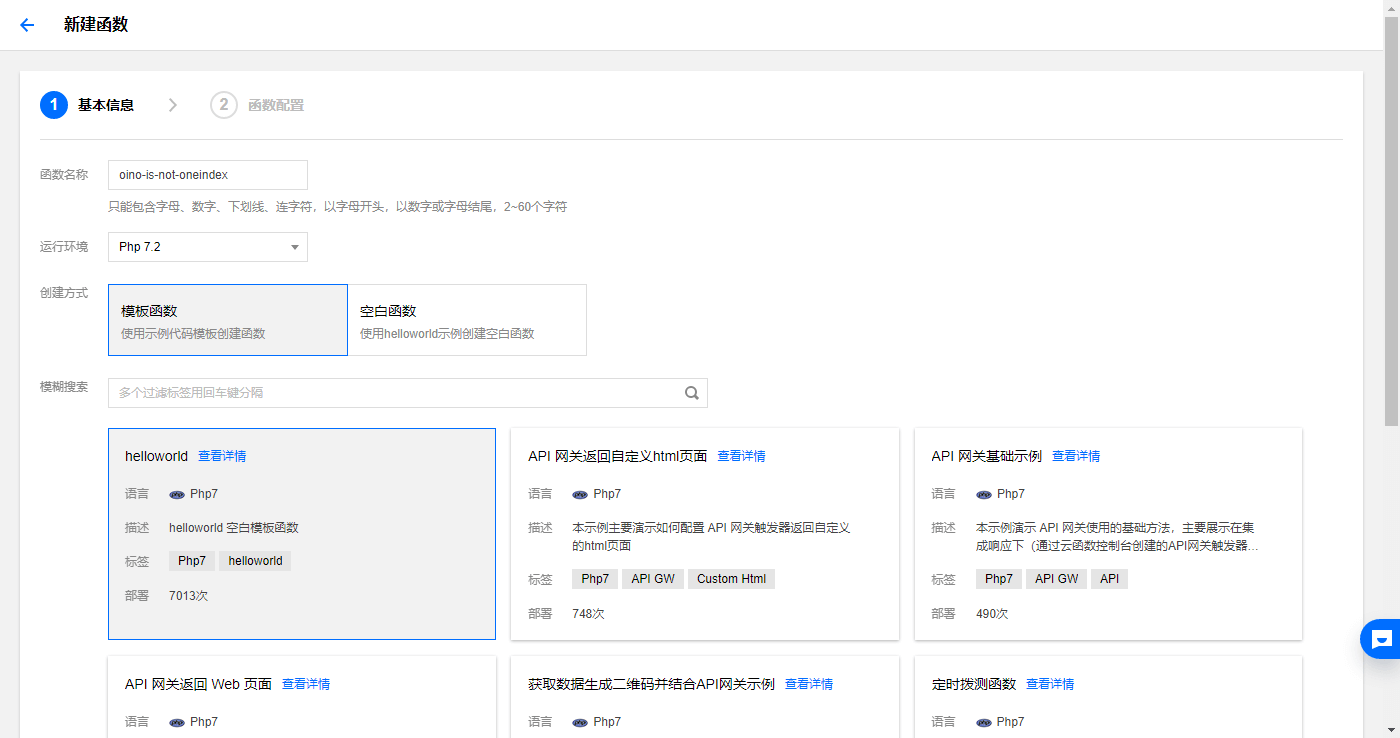 新建函数
1 基本信息 2 函数配置
函数名称 oino-is-not-oneindex
只能包含字母、数字、下划线、连字符，以字母开头，以数字或字母结尾，2~60个字符
运行环境 Php 7.2
创建方式
模板函数
使用示例代码模板创建函数
空白函数
使用helloworld示例创建空白函数
模糊搜索 多个过滤标签用回车键分隔
helloworld 查看详情
语言 Php7
描述 helloworld 空白模板函数
标签 Php7 helloworld
部署 7013次
API 网关返回自定义html页面 查看详情
语言 Php7
描述 本示例主要演示如何配置 API 网关触发器返回自定义
的html页面
标签 Php7 API GW Custom Html
部署 748次
API 网关基础示例 查看详情
语言 Php7
描述 本示例演示 API 网关使用的基础方法，主要展示在集
成响应下（通过云函数控制台创建的API网关触发器...
标签 Php7 API GW API
部署 490次
API 网关返回 Web 页面 查看详情
语言 Php7
获取数据生成二维码并结合API网关示例 查看详情
语言 Php7
定时拨测函数 查看详情
语言 Php7